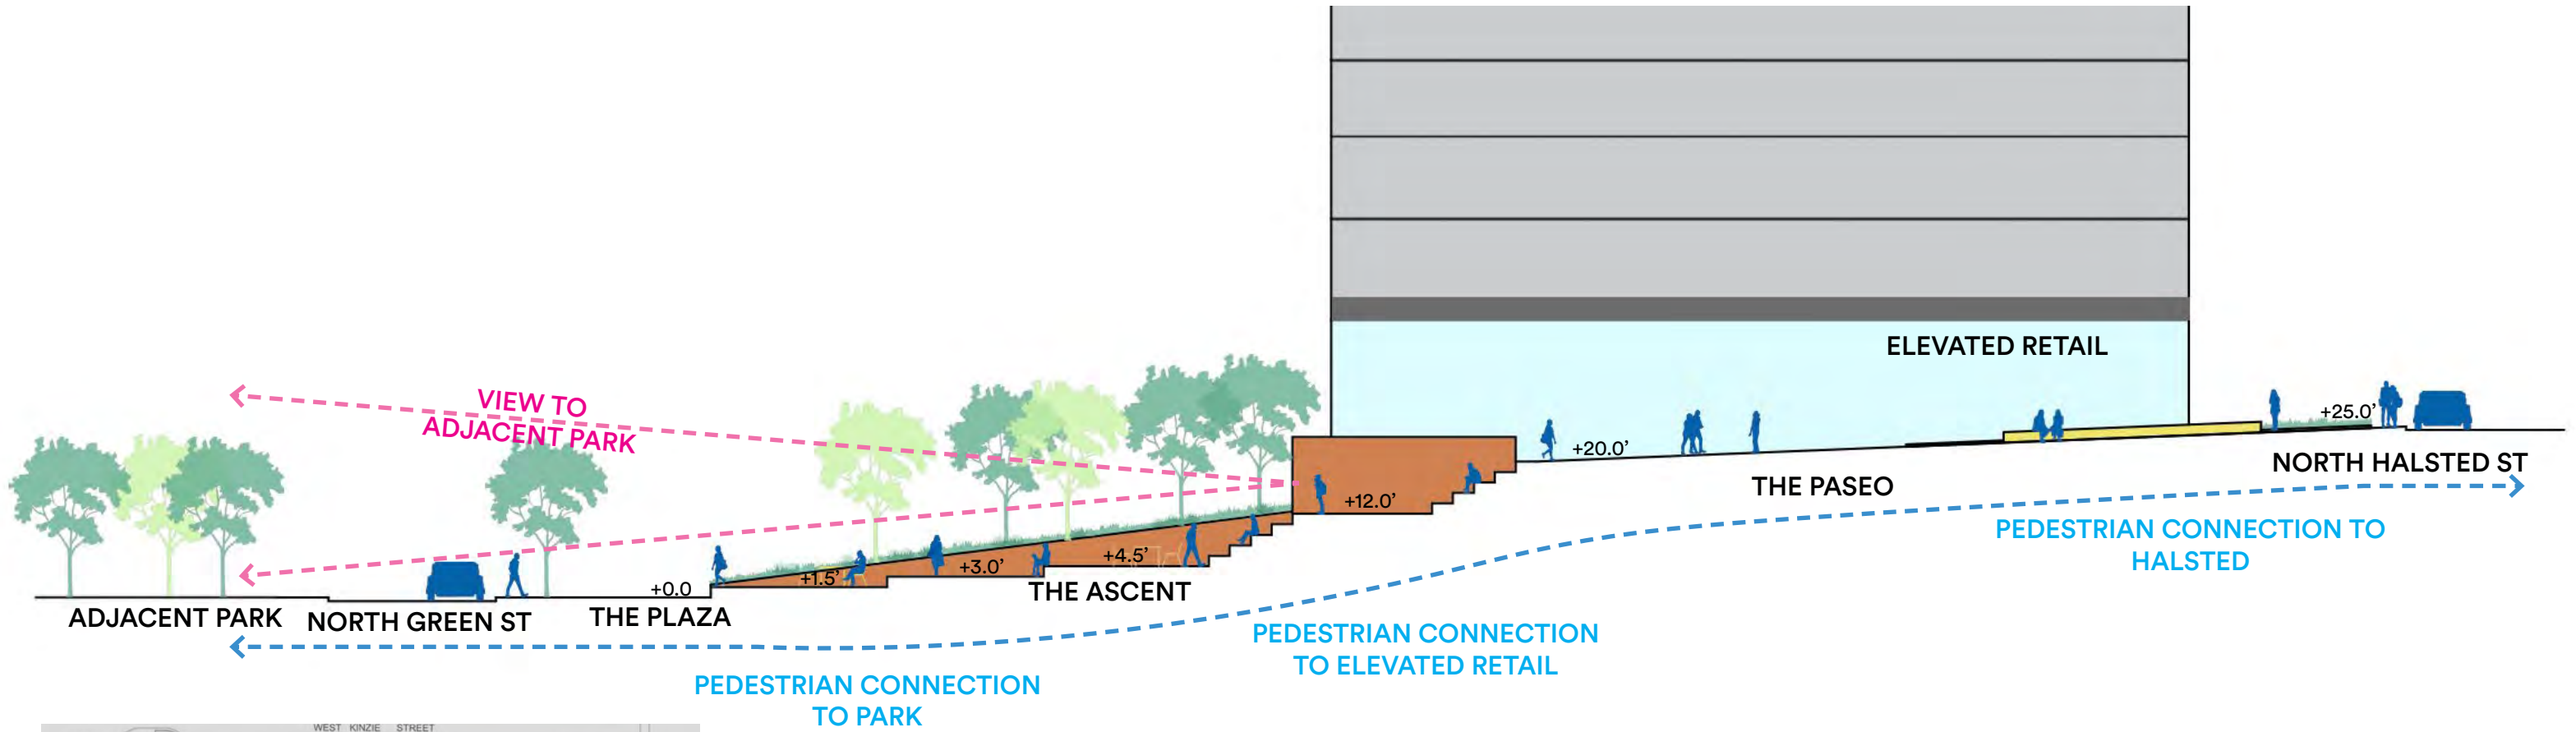 ELEVATED RETAIL
VIEW TO
ADJACENT PARK
+25.0’
+20.0’
NORTH HALSTED ST
THE PASEO
+12.0’
PEDESTRIAN CONNECTION TO
HALSTED
+4.5’
+3.0’
+1.5’
+0.0
THE ASCENT
ADJACENT PARK
NORTH GREEN ST
THE PLAZA
PEDESTRIAN CONNECTION
TO ELEVATED RETAIL
PEDESTRIAN CONNECTION
TO PARK
WEST KINZIE STREET